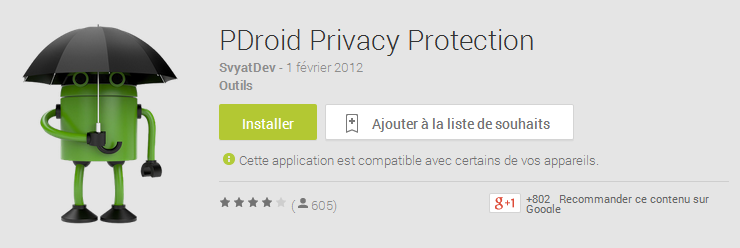 PDroid Privacy Protection
SvyatDev - 1 février 2012
Outils
Installer
Ajouter à la liste de souhaits
Cette application est compatible avec certains de vos appareils.
(605)
g+1
+802 Recommander ce contenu sur
Google